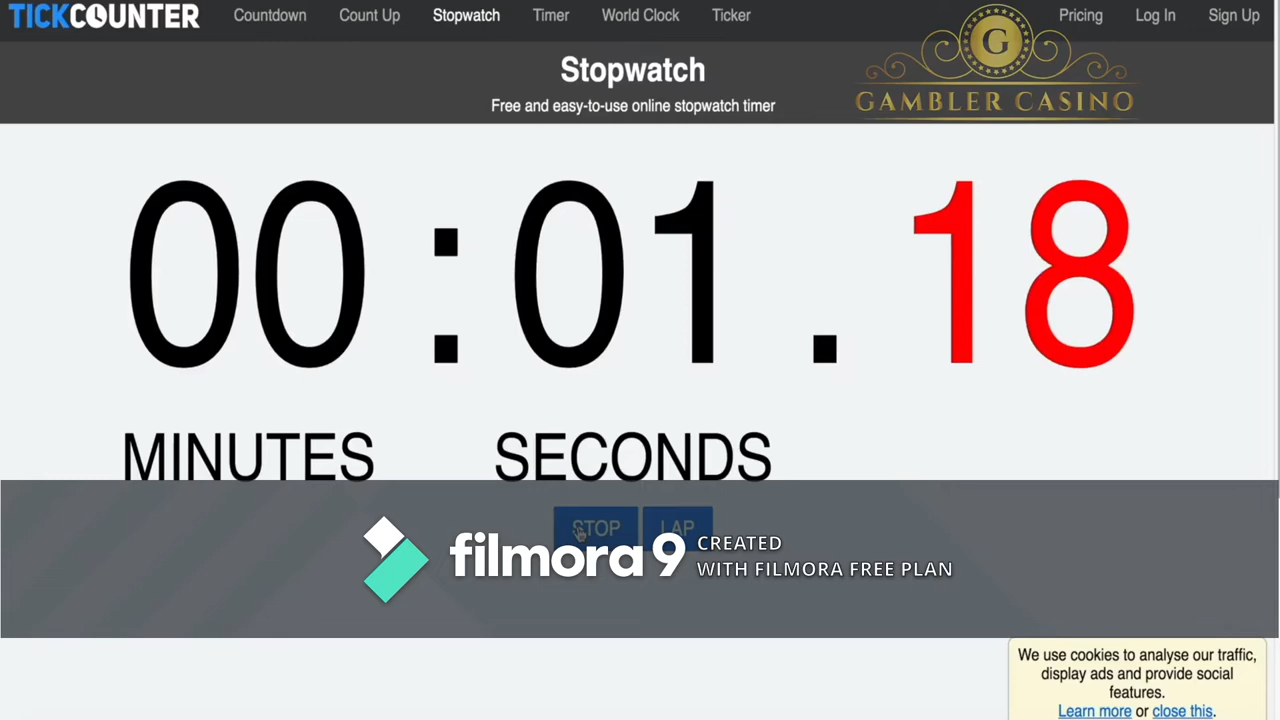 TICKCOUNTER Countdown Count Up Stopwatch Timer World Clock Ticker Pricing Log In Sign Up
Stopwatch
Free and easy-to-use online stopwatch timer
G
GAMBLER CASINO
00:01.18
MINUTES SECONDS
STOP LAP
filmora 9 CREATED
WITH FILMORA FREE PLAN
We use cookies to analyse our traffic,
display ads and provide social
features.
Learn more or close this.